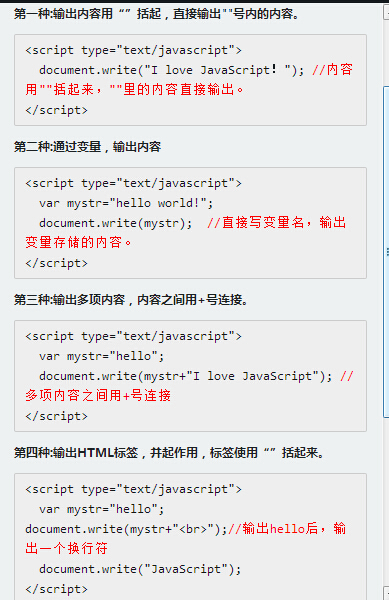 第一种:输出内容用“”括起，直接输出""号内的内容。
<script type="text/javascript">
document.write("I love JavaScript！"); //内容
用""括起来，""里的内容直接输出。
</script>
第二种:通过变量，输出内容
<script type="text/javascript">
var mystr="hello world!";
document.write(mystr); //直接写变量名，输出
变量存储的内容。
</script>
第三种:输出多项内容，内容之间用+号连接。
<script type="text/javascript">
var mystr="hello";
document.write(mystr+"I love JavaScript"); //
多项内容之间用+号连接
</script>
第四种:输出HTML标签，并起作用，标签使用“”括起来。
<script type="text/javascript">
var mystr="hello";
document.write(mystr+"<br>");//输出hello后，输
出一个换行符
document.write("JavaScript");
</script>